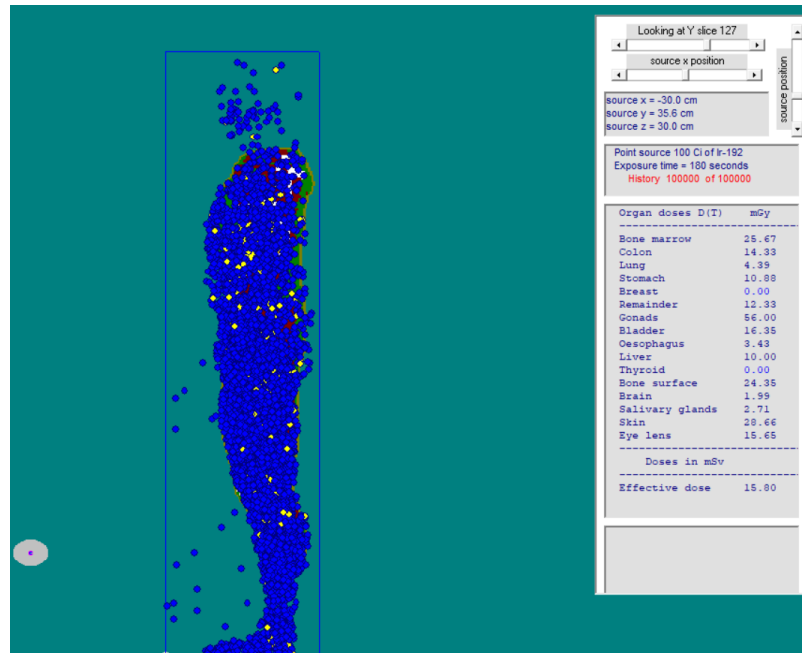 Looking at Y slice 127
source x position
source position
source x = -30.0 cm
source y = 35.6 cm
source z = 30.0 cm
Point source 100 Ci of Ir-192
Exposure time = 180 seconds
History 100000 of 100000
Organ doses D(T) mGy
Bone marrow 25.67
Colon 14.33
Lung 4.39
Stomach 10.88
Breast 0.00
Remainder 12.33
Gonads 56.00
Bladder 16.35
Oesophagus 3.43
Liver 10.00
Thyroid 0.00
Bone surface 24.35
Brain 1.99
Salivary glands 2.71
Skin 28.66
Eye lens 15.65
Doses in mSv
Effective dose 15.80